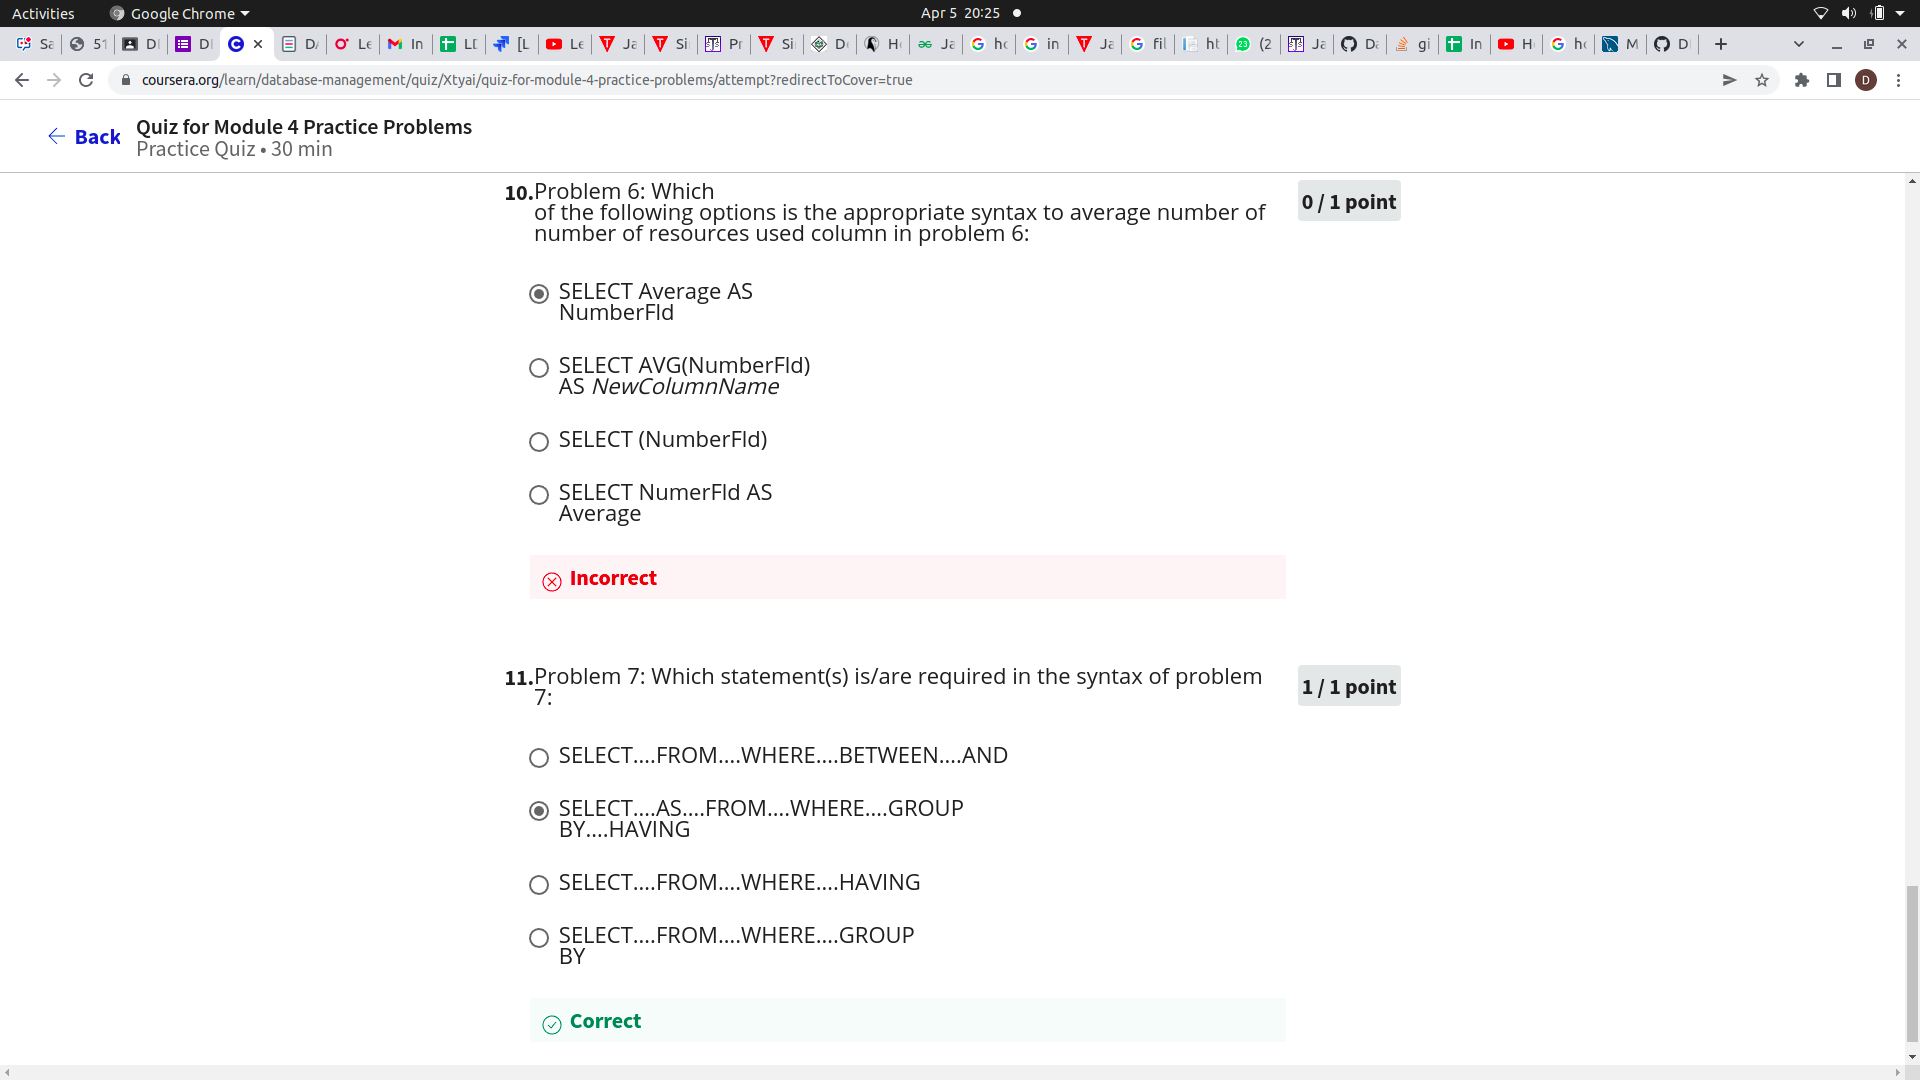 Activities
Google Chrome
Apr 5 20:25
Sa
51
DI
DI
D/
Le
In
LD
[L
Le
Ja
Si
Pr
Si
D
H
Ja
hc
in
Ja
fil
ht
(2
Ja
D
gi
In
H
hc
M
D
coursera.org/learn/database-management/quiz/Xtyai/quiz-for-module-4-practice-problems/attempt?redirectToCover=true
D
Back
Quiz for Module 4 Practice Problems
Practice Quiz • 30 min
10. Problem 6: Which
of the following options is the appropriate syntax to average number of
number of resources used column in problem 6:
0 / 1 point
SELECT Average AS
NumberFld
SELECT AVG(NumberFld)
AS NewColumnName
SELECT (NumberFld)
SELECT NumerFld AS
Average
Incorrect
11. Problem 7: Which statement(s) is/are required in the syntax of problem
7:
1 / 1 point
SELECT....FROM....WHERE....BETWEEN....AND
SELECT....AS....FROM....WHERE....GROUP
BY....HAVING
SELECT....FROM....WHERE....HAVING
SELECT....FROM....WHERE....GROUP
BY
Correct